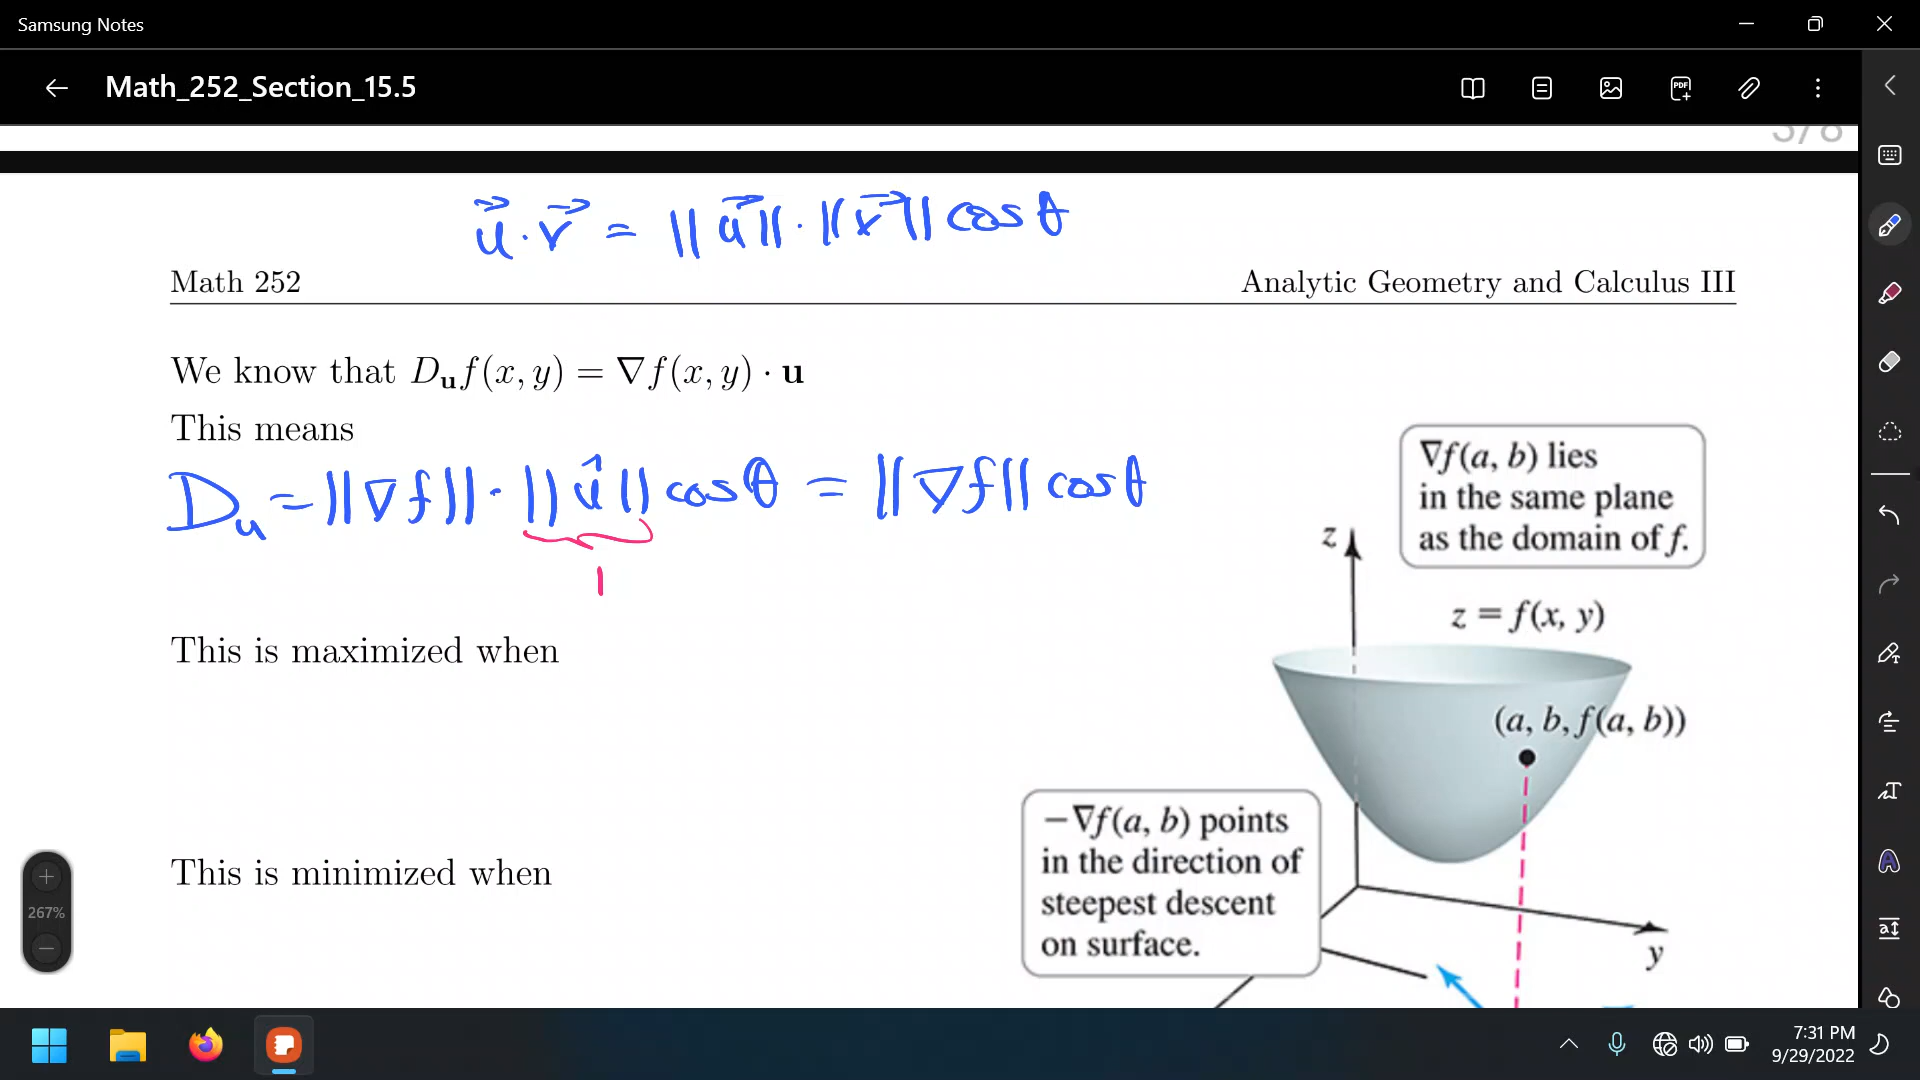 Samsung Notes
Math_252_Section_15.5
u⃗ · v⃗ = ||u⃗|| · ||v⃗|| cos θ
Math 252
Analytic Geometry and Calculus III
We know that D_𝐮f(x, y) = ∇f(x, y) · 𝐮
This means
D_u = ||∇f|| · ||û|| cos θ = ||∇f|| cos θ
1
∇f(a, b) lies
in the same plane
as the domain of f.
z
z = f(x, y)
This is maximized when
(a, b, f(a, b))
−∇f(a, b) points
in the direction of
steepest descent
on surface.
This is minimized when
y
267%
PDF
7:31 PM
9/29/2022